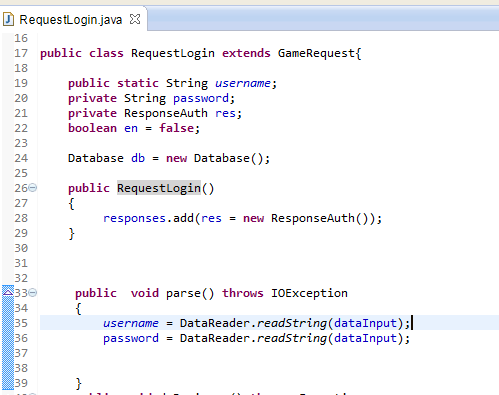 RequestLogin.java
16
17 public class RequestLogin extends GameRequest{
18
19 public static String username;
20 private String password;
21 private ResponseAuth res;
22 boolean en = false;
23
24 Database db = new Database();
25
26 public RequestLogin()
27 {
28 responses.add(res = new ResponseAuth());
29 }
30
31
32
33 public void parse() throws IOException
34 {
35 username = DataReader.readString(dataInput);
36 password = DataReader.readString(dataInput);
37
38
39 }